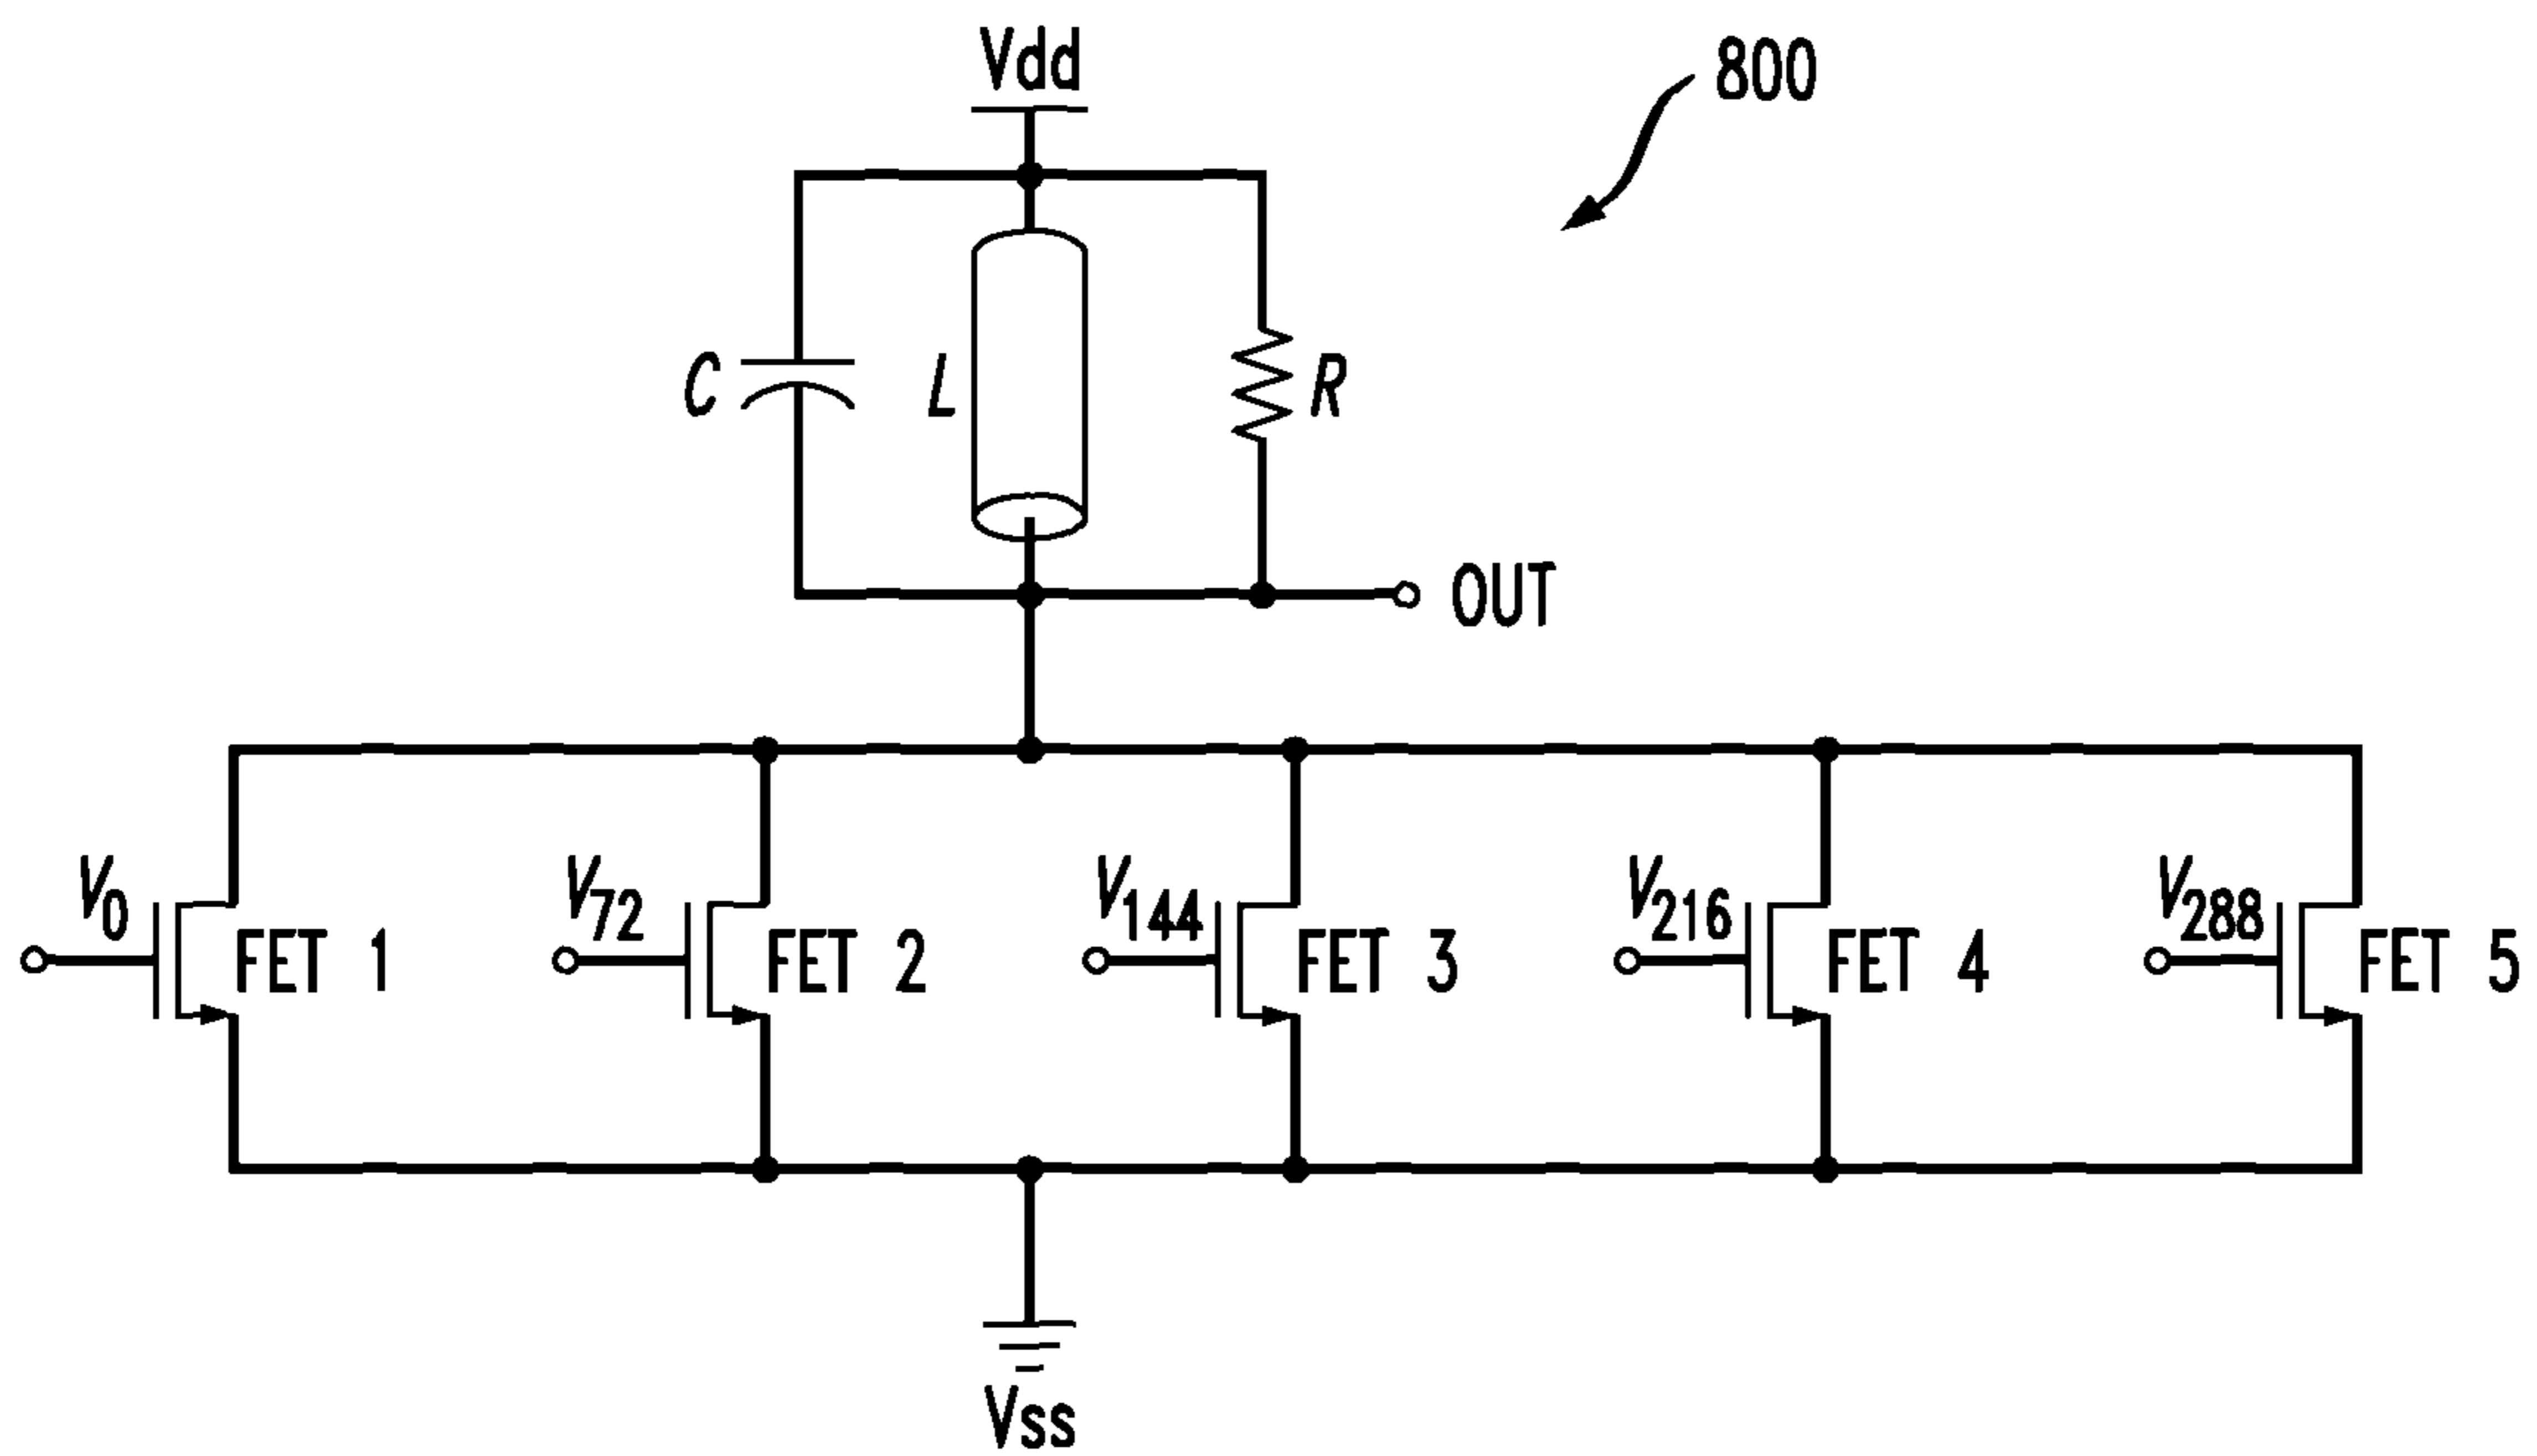 Vdd
800
C
L
R
OUT
V0
FET 1
V72
FET 2
V144
FET 3
V216
FET 4
V288
FET 5
Vss